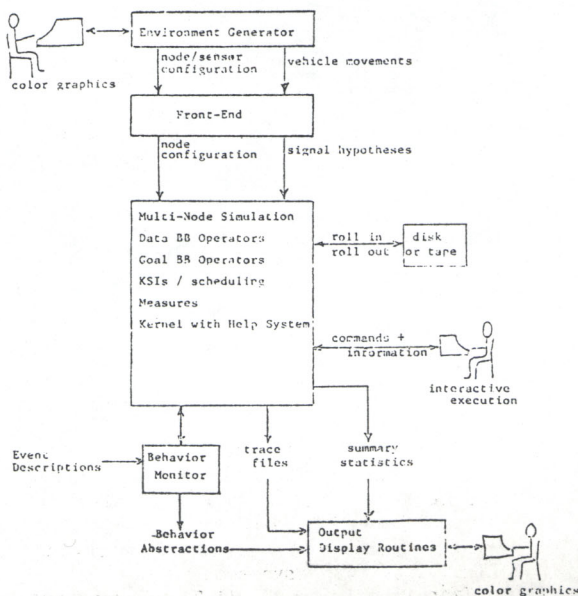 Environment Generator
node/sensor
configuration
vehicle movements
color graphics
Front-End
node
configuration
signal hypotheses
Multi-Node Simulation
Data BB Operators
Goal BB Operators
KSIs / scheduling
Measures
Kernel with Help System
roll in
roll out
disk
or tape
commands +
information
interactive
execution
Event
Descriptions
Behavior
Monitor
trace
files
summary
statistics
Behavior
Abstractions
Output
Display Routines
color graphics